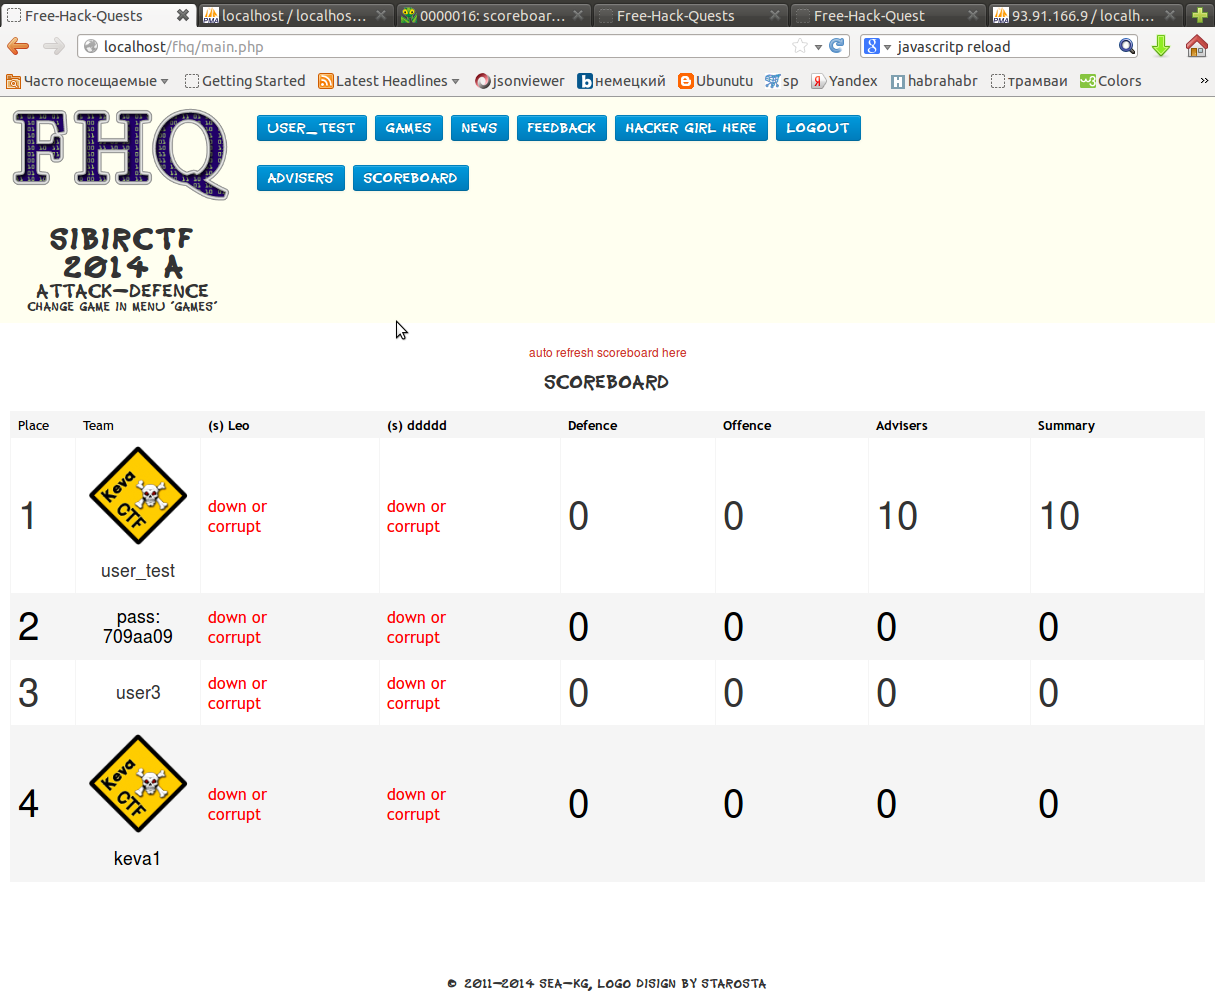 Free-Hack-Quests
localhost / localhos...
0000016: scoreboar...
Free-Hack-Quests
Free-Hack-Quest
93.91.166.9 / localh...
localhost/fhq/main.php
javascritp reload
Часто посещаемые
Getting Started
Latest Headlines
jsonviewer
немецкий
Ubunutu
sp
Yandex
habrahabr
трамваи
Colors
»
FHQ
USER_TEST
GAMES
NEWS
FEEDBACK
HACKER GIRL HERE
LOGOUT
ADVISERS
SCOREBOARD
SIBIRCTF
2014 A
ATTACK-DEFENCE
CHANGE GAME IN MENU 'GAMES'
auto refresh scoreboard here
SCOREBOARD
Place Team (s) Leo (s) ddddd Defence Offence Advisers Summary
1
Keva
CTF
user_test
down or
corrupt
down or
corrupt
0 0 10 10
2
pass:
709aa09
down or
corrupt
down or
corrupt
0 0 0 0
3
user3
down or
corrupt
down or
corrupt
0 0 0 0
4
Keva
CTF
keva1
down or
corrupt
down or
corrupt
0 0 0 0
© 2011-2014 SEA-KG, LOGO DISIGN BY STAROSTA